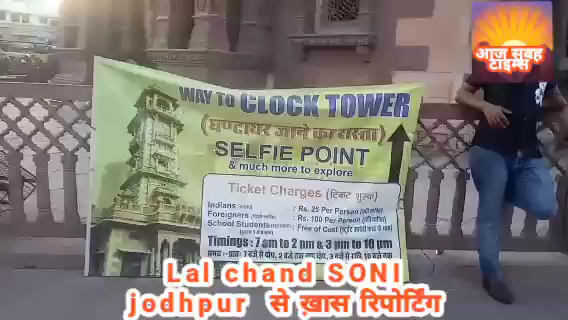 आज सुबह
टाइम्स
WAY TO CLOCK TOWER
(घण्टाघर जाने का रास्ता)
SELFIE POINT
& much more to explore
Ticket Charges (टिकट शुल्क)
Indians : Rs. 25 Per Person
Foreigners : Rs. 100 Per Person
School Students : Free of Cost
Timings : 7 am to 2 pm & 3 pm to 10 pm
Lal chand SONI
jodhpur से ख़ास रिपोर्टिंग